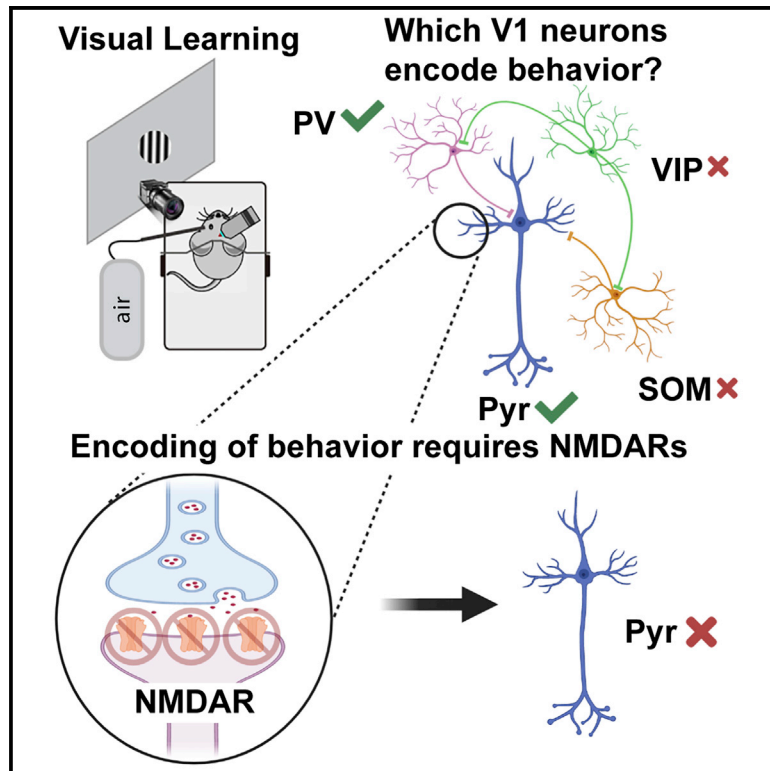 Visual Learning
Which V1 neurons
encode behavior?
PV
VIP
air
SOM
Pyr
Encoding of behavior requires NMDARs
Pyr
NMDAR